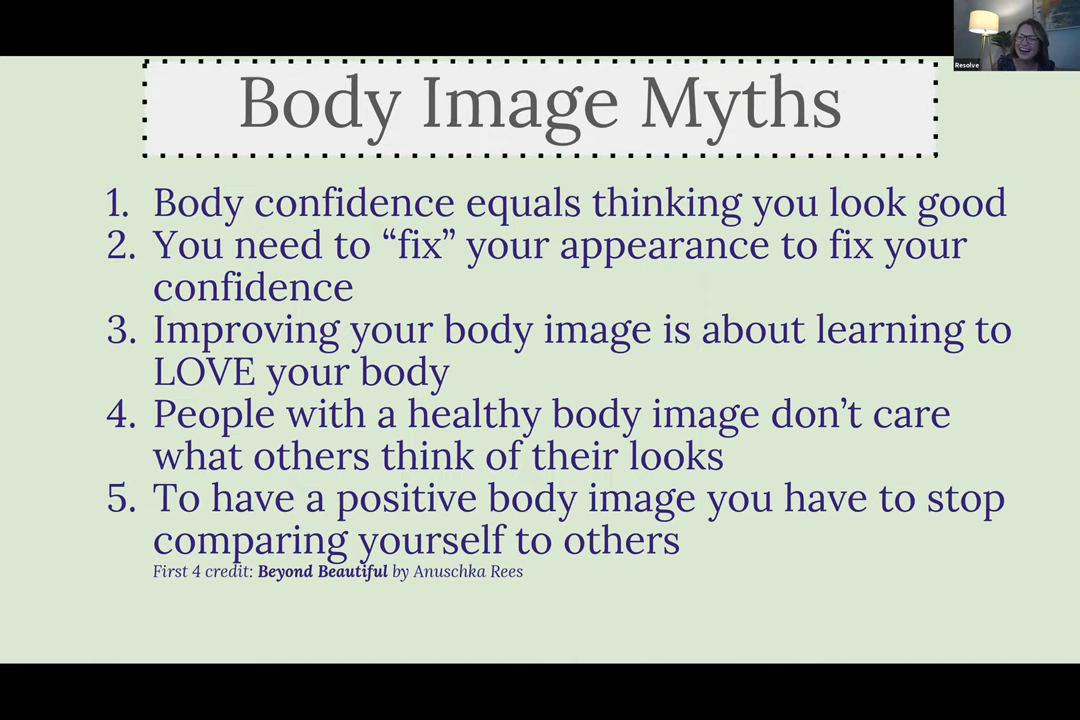 Resolve
Body Image Myths
1. Body confidence equals thinking you look good
2. You need to “fix” your appearance to fix your
confidence
3. Improving your body image is about learning to
LOVE your body
4. People with a healthy body image don’t care
what others think of their looks
5. To have a positive body image you have to stop
comparing yourself to others
First 4 credit: Beyond Beautiful by Anuschka Rees